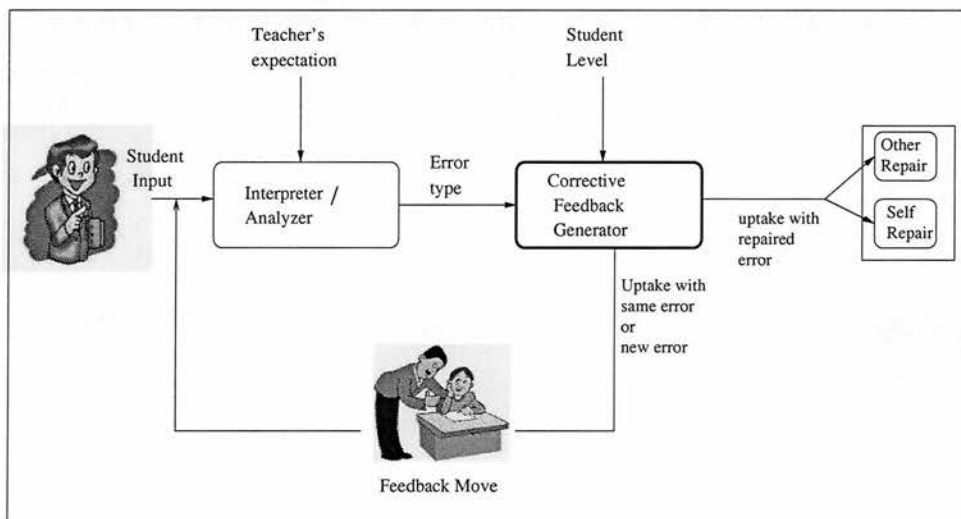 Teacher's
expectation
Student
Level
Student
Input
Interpreter /
Analyzer
Error
type
Corrective
Feedback
Generator
uptake with
repaired
error
Other
Repair
Self
Repair
Uptake with
same error
or
new error
Feedback Move